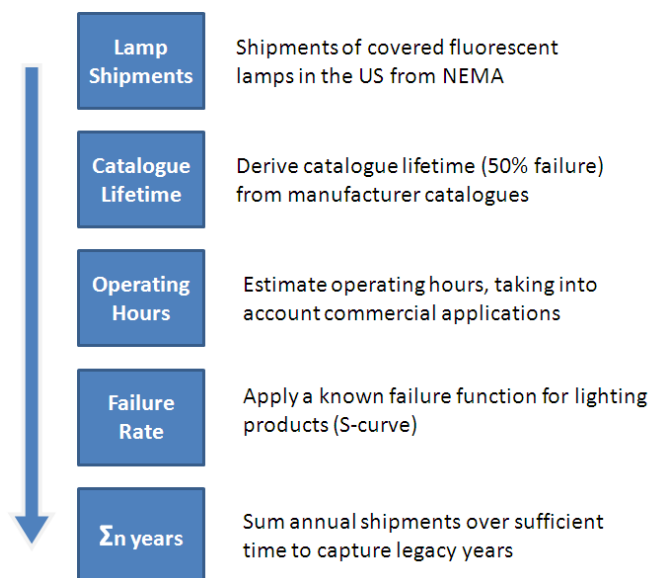 Lamp
Shipments
Shipments of covered fluorescent
lamps in the US from NEMA
Catalogue
Lifetime
Derive catalogue lifetime (50% failure)
from manufacturer catalogues
Operating
Hours
Estimate operating hours, taking into
account commercial applications
Failure
Rate
Apply a known failure function for lighting
products (S-curve)
Σn years
Sum annual shipments over sufficient
time to capture legacy years